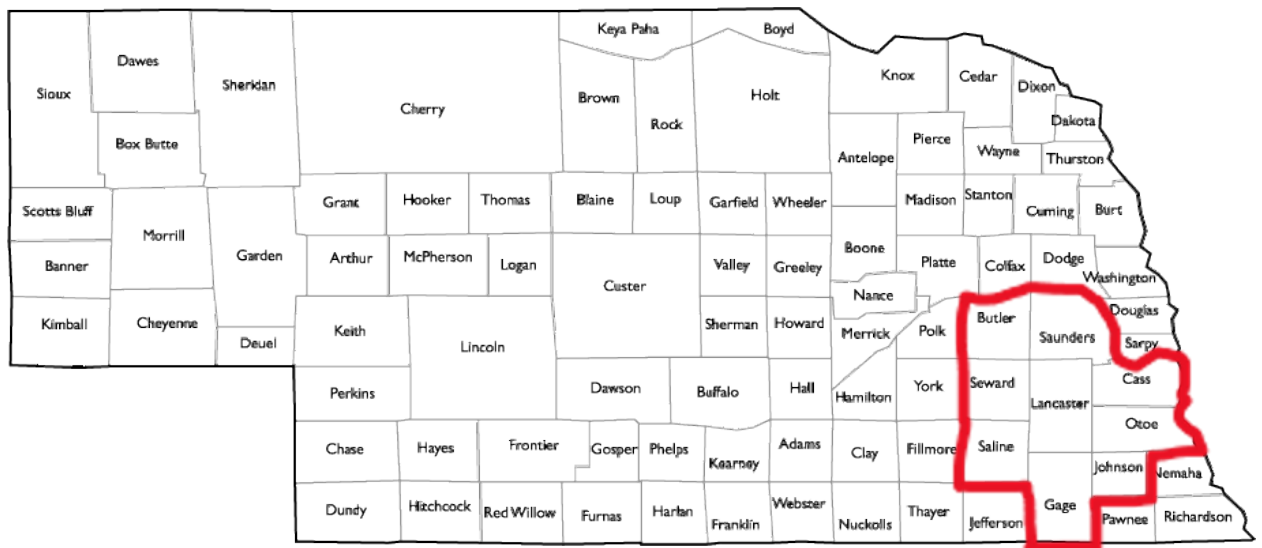 Keya Paha
Boyd
Dawes
Sioux
Sheridan
Cherry
Brown
Rock
Holt
Knox
Cedar
Dixon
Dakota
Box Butte
Antelope
Pierce
Wayne
Thurston
Scotts Bluff
Morrill
Grant
Hooker
Thomas
Blaine
Loup
Garfield
Wheeler
Madison
Stanton
Cuming
Burt
Banner
Garden
Arthur
McPherson
Logan
Custer
Valley
Greeley
Boone
Platte
Colfax
Dodge
Washington
Nance
Kimball
Cheyenne
Deuel
Keith
Lincoln
Sherman
Howard
Merrick
Polk
Butler
Saunders
Douglas
Sarpy
Perkins
Dawson
Buffalo
Hall
Hamilton
York
Seward
Lancaster
Cass
Otoe
Chase
Hayes
Frontier
Gosper
Phelps
Kearney
Adams
Clay
Fillmore
Saline
Johnson
Nemaha
Dundy
Hitchcock
Red Willow
Furnas
Harlan
Franklin
Webster
Nuckolls
Thayer
Jefferson
Gage
Pawnee
Richardson